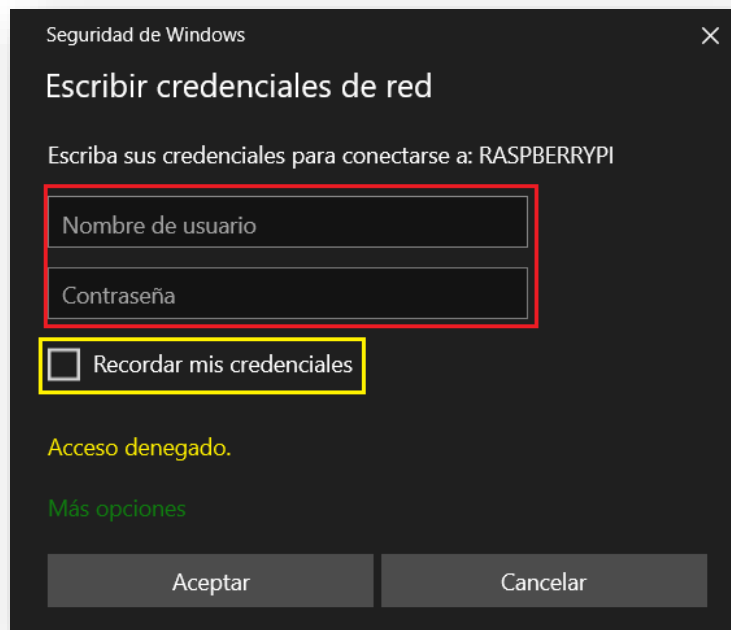 Seguridad de Windows
Escribir credenciales de red
Escriba sus credenciales para conectarse a: RASPBERRYPI
Nombre de usuario
Contraseña
Recordar mis credenciales
Acceso denegado.
Más opciones
Aceptar Cancelar